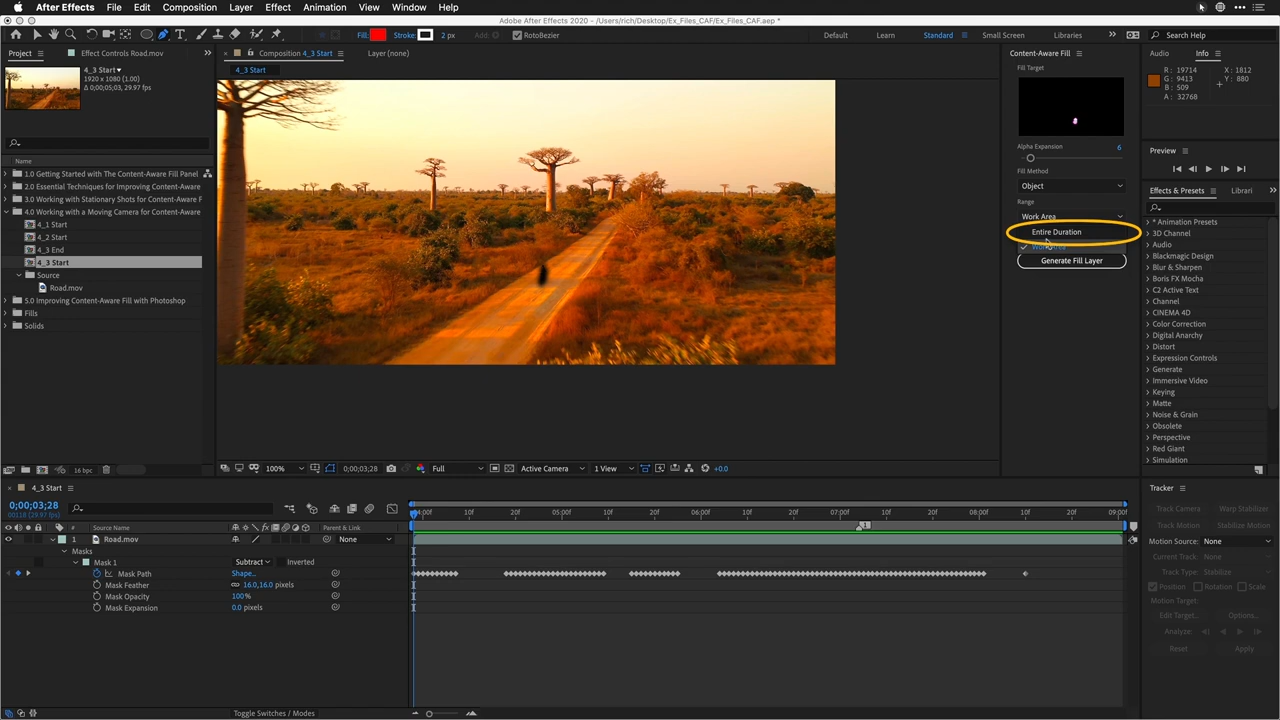 After Effects File Edit Composition Layer Effect Animation View Window Help
Adobe After Effects 2020 - /Users/rich/Desktop/Ex_Files_CAF/Ex_Files_CAF.aep *
Fill: Stroke: 2 px Add: RotoBezier Default Learn Standard Small Screen Libraries Search Help
Project Effect Controls Road.mov
4_3 Start
1920 x 1080 (1.00)
Δ 0;00;05;03, 29.97 fps
Name
1.0 Getting Started with The Content-Aware Fill Panel
2.0 Essential Techniques for Improving Content-Aware
3.0 Working with Stationary Shots for Content-Aware F
4.0 Working with a Moving Camera for Content-Aware
4_1 Start
4_2 Start
4_3 End
4_3 Start
Source
Road.mov
5.0 Improving Content-Aware Fill with Photoshop
Fills
Solids
16 bpc
Composition 4_3 Start Layer (none)
4_3 Start
100% 0;00;03;28 Full Active Camera 1 View +0.0
Content-Aware Fill
Fill Target
Alpha Expansion 6
Fill Method
Object
Range
Work Area
Entire Duration
Generate Fill Layer
Audio Info
R : 19714
G : 9413
B : 509
A : 32768
X : 1812
Y : 880
Preview
Effects & Presets Librari
* Animation Presets
3D Channel
Audio
Blackmagic Design
Blur & Sharpen
Boris FX Mocha
C2 Active Text
Channel
CINEMA 4D
Color Correction
Digital Anarchy
Distort
Expression Controls
Generate
Immersive Video
Keying
Matte
Noise & Grain
Obsolete
Perspective
Red Giant
Simulation
4_3 Start
0;00;03;28
00118 (29.97 fps)
# Source Name Parent & Link
1 Road.mov None
Masks
Mask 1 Subtract Inverted
Mask Path Shape...
Mask Feather 16.0,16.0 pixels
Mask Opacity 100%
Mask Expansion 0.0 pixels
4:00f 10f 20f 05:00f 10f 20f 06:00f 10f 20f 07:00f 10f 20f 08:00f 10f 20f 09:00f
1
Toggle Switches / Modes
Tracker
Track Camera Warp Stabilizer
Track Motion Stabilize Motion
Motion Source: None
Current Track: None
Track Type: Stabilize
Position Rotation Scale
Motion Target:
Edit Target... Options...
Analyze:
Reset Apply